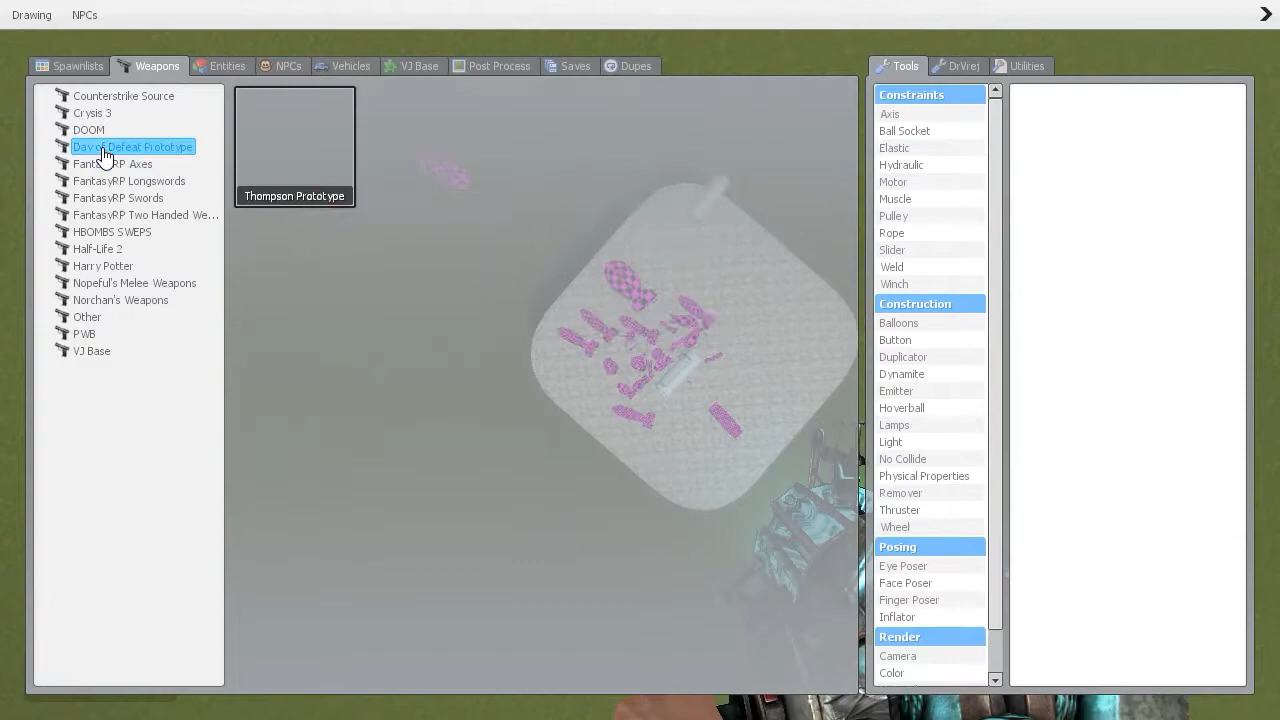 Drawing NPCs
Spawnlists Weapons Entities NPCs Vehicles VJ Base Post Process Saves Dupes
Counterstrike Source
Crysis 3
DOOM
Day of Defeat Prototype
FantasyRP Axes
FantasyRP Longswords
FantasyRP Swords
FantasyRP Two Handed We...
HBOMBS SWEPS
Half-Life 2
Harry Potter
Nopeful's Melee Weapons
Norchan's Weapons
Other
PWB
VJ Base
Thompson Prototype
Tools DrVrej Utilities
Constraints
Axis
Ball Socket
Elastic
Hydraulic
Motor
Muscle
Pulley
Rope
Slider
Weld
Winch
Construction
Balloons
Button
Duplicator
Dynamite
Emitter
Hoverball
Lamps
Light
No Collide
Physical Properties
Remover
Thruster
Wheel
Posing
Eye Poser
Face Poser
Finger Poser
Inflator
Render
Camera
Color